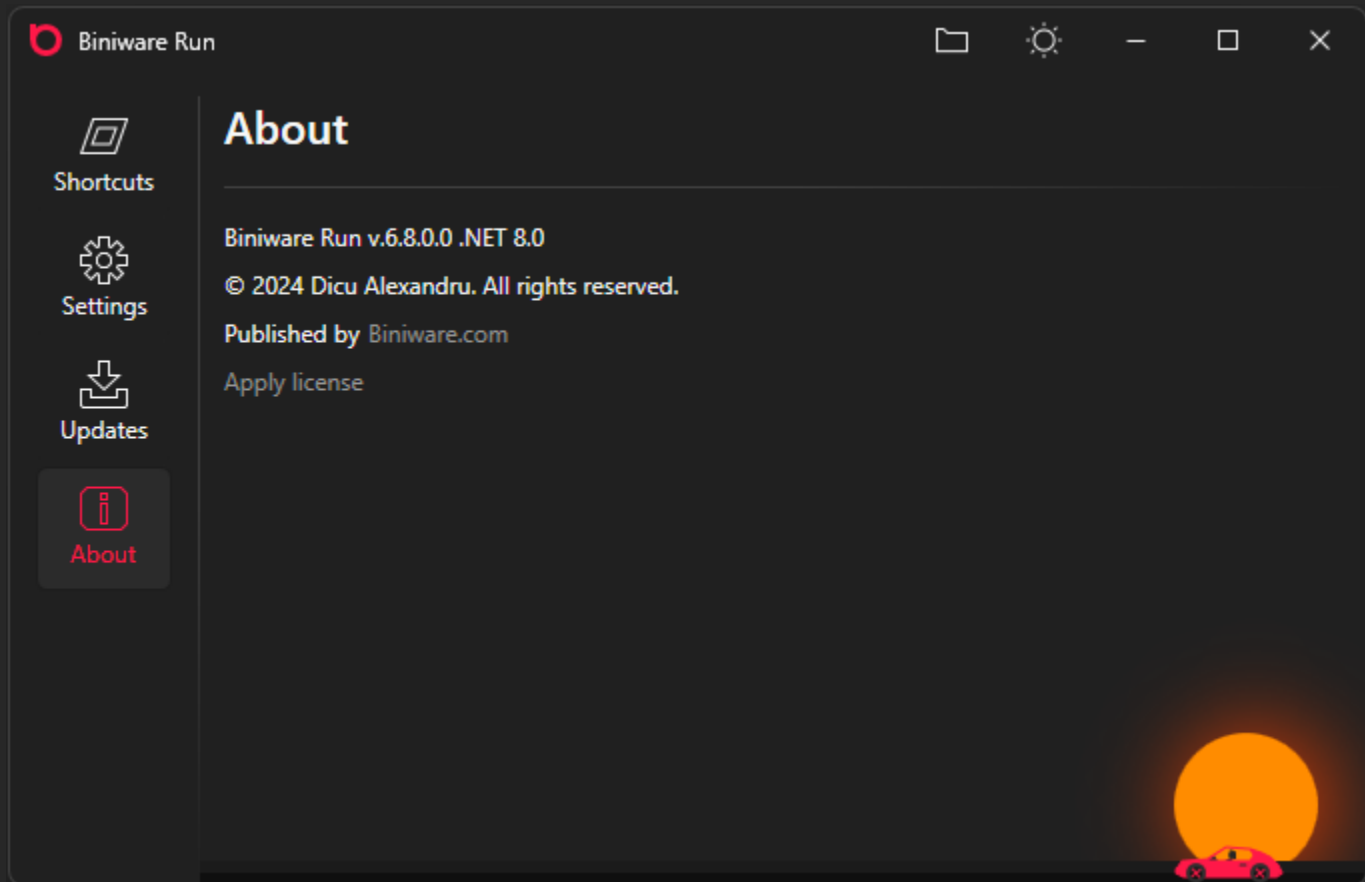 Biniware Run
Shortcuts
Settings
Updates
About
About
Biniware Run v.6.8.0.0 .NET 8.0
© 2024 Dicu Alexandru. All rights reserved.
Published by Biniware.com
Apply license